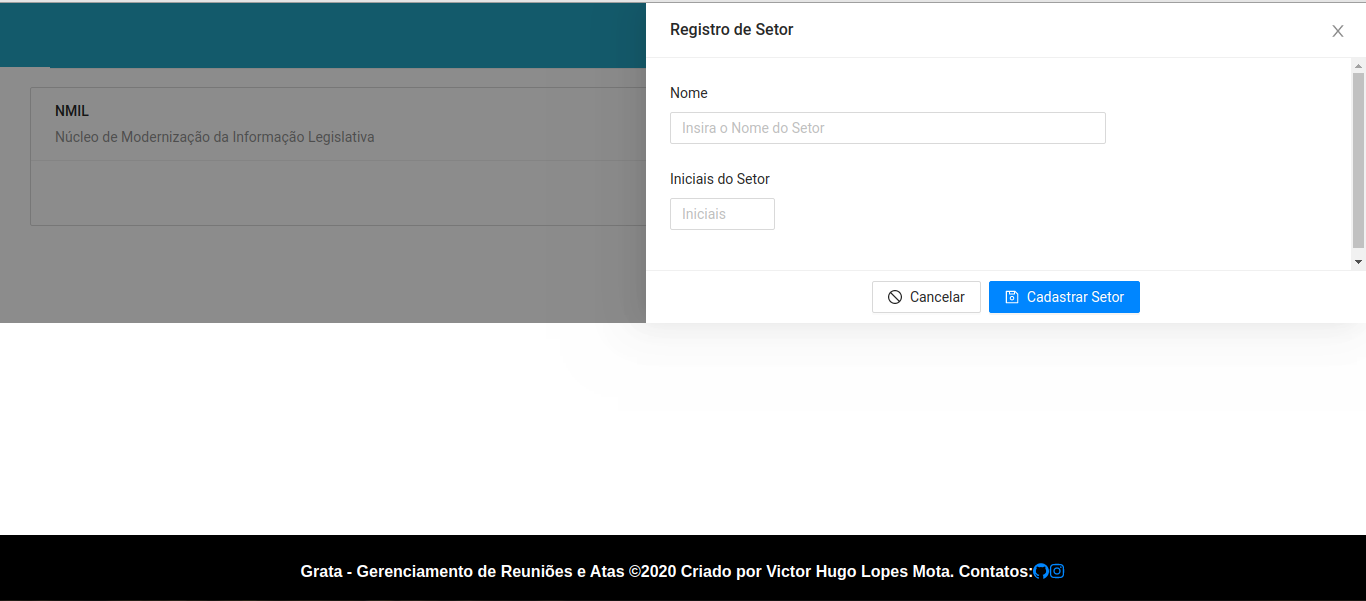 Registro de Setor
NMIL
Núcleo de Modernização da Informação Legislativa
Nome
Insira o Nome do Setor
Iniciais do Setor
Iniciais
Cancelar
Cadastrar Setor
Grata - Gerenciamento de Reuniões e Atas ©2020 Criado por Victor Hugo Lopes Mota. Contatos: